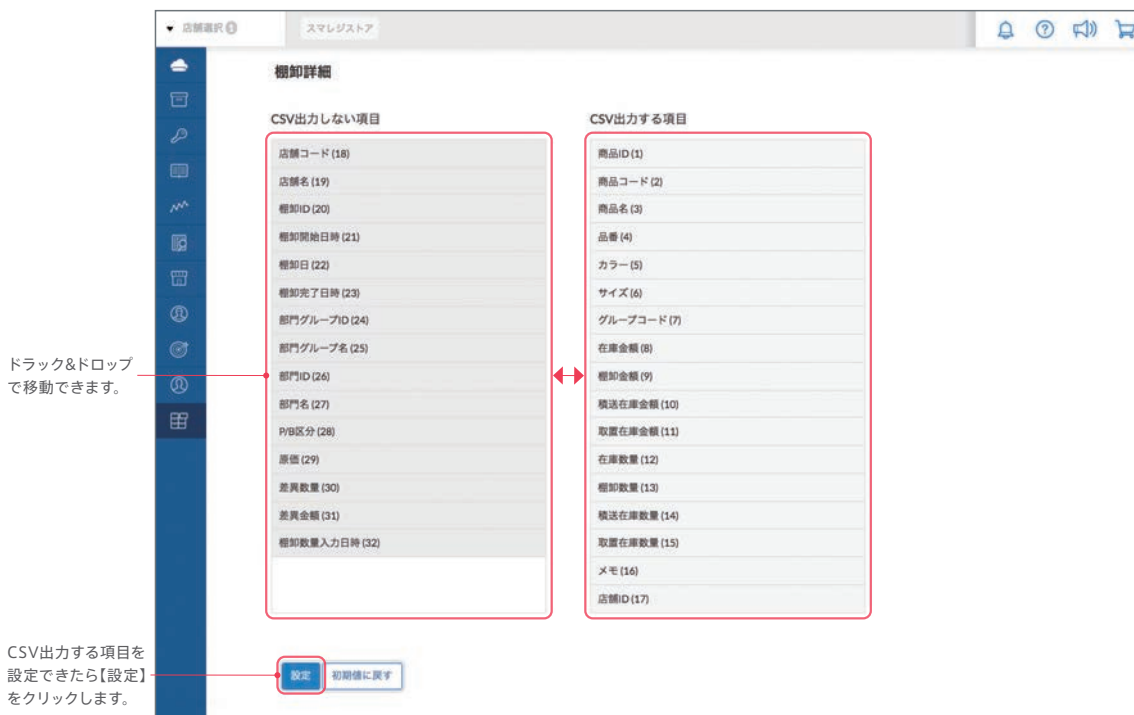 店舗選択
スマレジストア
棚卸詳細
CSV出力しない項目
店舗コード (18)
店舗名 (19)
棚卸ID (20)
棚卸開始日時 (21)
棚卸日 (22)
棚卸完了日時 (23)
部門グループID (24)
部門グループ名 (25)
部門ID (26)
部門名 (27)
P/B区分 (28)
原価 (29)
差異数量 (30)
差異金額 (31)
棚卸数量入力日時 (32)
CSV出力する項目
商品ID (1)
商品コード (2)
商品名 (3)
品番 (4)
カラー (5)
サイズ (6)
グループコード (7)
在庫金額 (8)
棚卸金額 (9)
積送在庫金額 (10)
取置在庫金額 (11)
在庫数量 (12)
棚卸数量 (13)
積送在庫数量 (14)
取置在庫数量 (15)
メモ (16)
店舗ID (17)
ドラック&ドロップ
で移動できます。
CSV出力する項目を
設定できたら【設定】
をクリックします。
設定
初期値に戻す